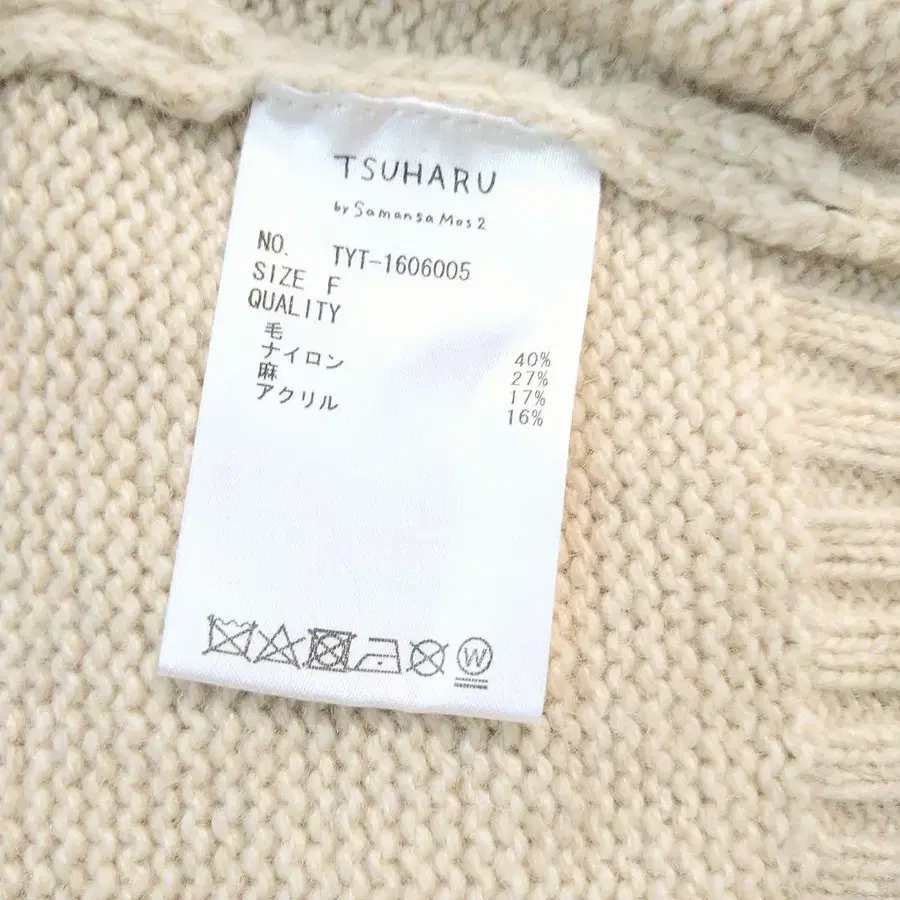 TSUHARU
by Samansa Mos2
NO. TYT-1606005
SIZE F
QUALITY
毛 40%
ナイロン 27%
麻 17%
アクリル 16%
W